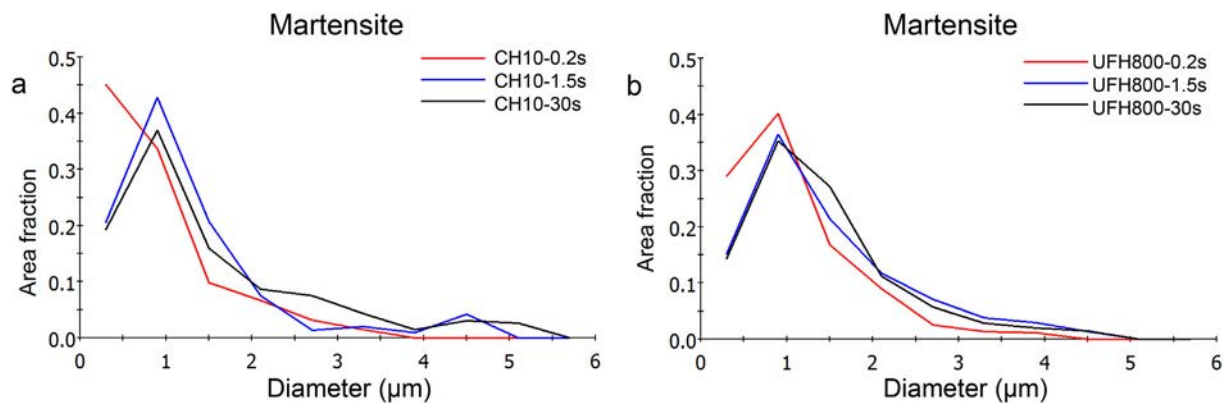 Martensite
a
CH10-0.2s
CH10-1.5s
CH10-30s
0.5
0.4
0.3
0.2
0.1
0.0
Area fraction
0 1 2 3 4 5 6
Diameter (μm)
Martensite
b
UFH800-0.2s
UFH800-1.5s
UFH800-30s
0.5
0.4
0.3
0.2
0.1
0.0
Area fraction
0 1 2 3 4 5 6
Diameter (μm)